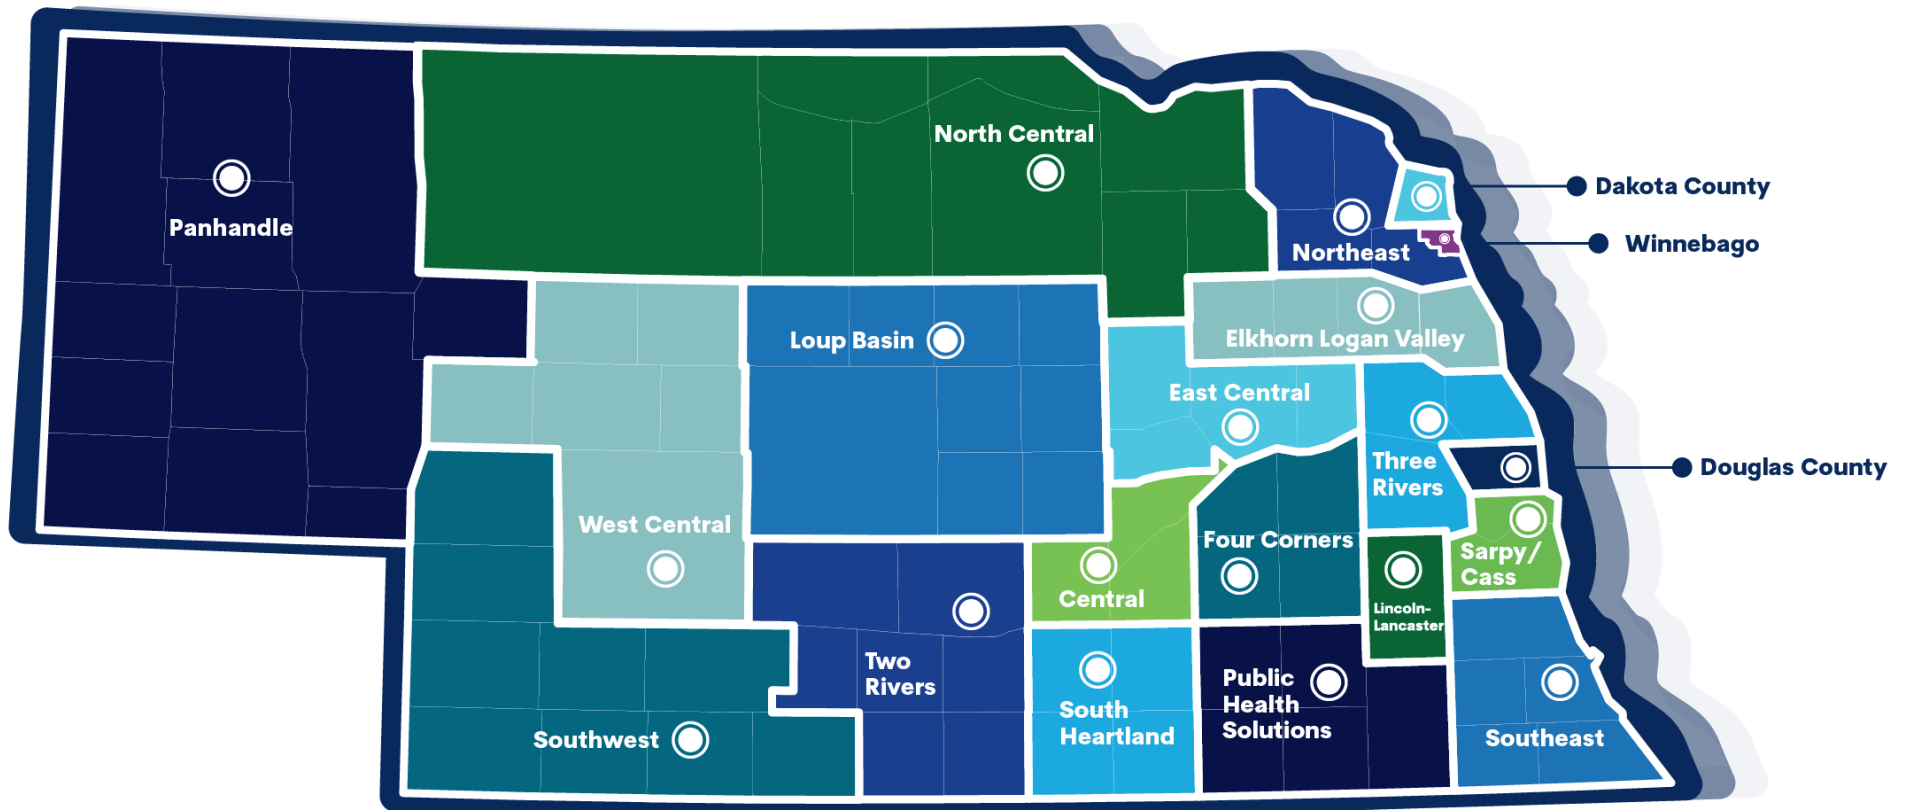 North Central
Dakota County
Panhandle
Winnebago
Northeast
Loup Basin
Elkhorn Logan Valley
East Central
Three
Rivers
Douglas County
West Central
Four Corners
Sarpy/
Cass
Central
Lincoln-
Lancaster
Two
Rivers
Public
Health
Solutions
South
Heartland
Southwest
Southeast